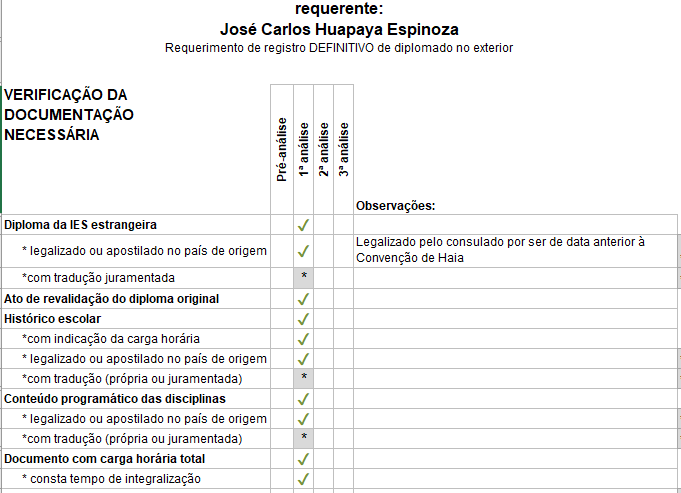 requerente:
José Carlos Huapaya Espinoza
Requerimento de registro DEFINITIVO de diplomado no exterior
VERIFICAÇÃO DA
DOCUMENTAÇÃO
NECESSÁRIA
Pré-análise
1ª análise
2ª análise
3ª análise
Observações:
Diploma da IES estrangeira ✓
* legalizado ou apostilado no país de origem ✓ Legalizado pelo consulado por ser de data anterior à
Convenção de Haia
*com tradução juramentada *
Ato de revalidação do diploma original ✓
Histórico escolar ✓
*com indicação da carga horária ✓
* legalizado ou apostilado no país de origem ✓
*com tradução (própria ou juramentada) *
Conteúdo programático das disciplinas ✓
* legalizado ou apostilado no país de origem ✓
*com tradução (própria ou juramentada) *
Documento com carga horária total ✓
* consta tempo de integralização ✓